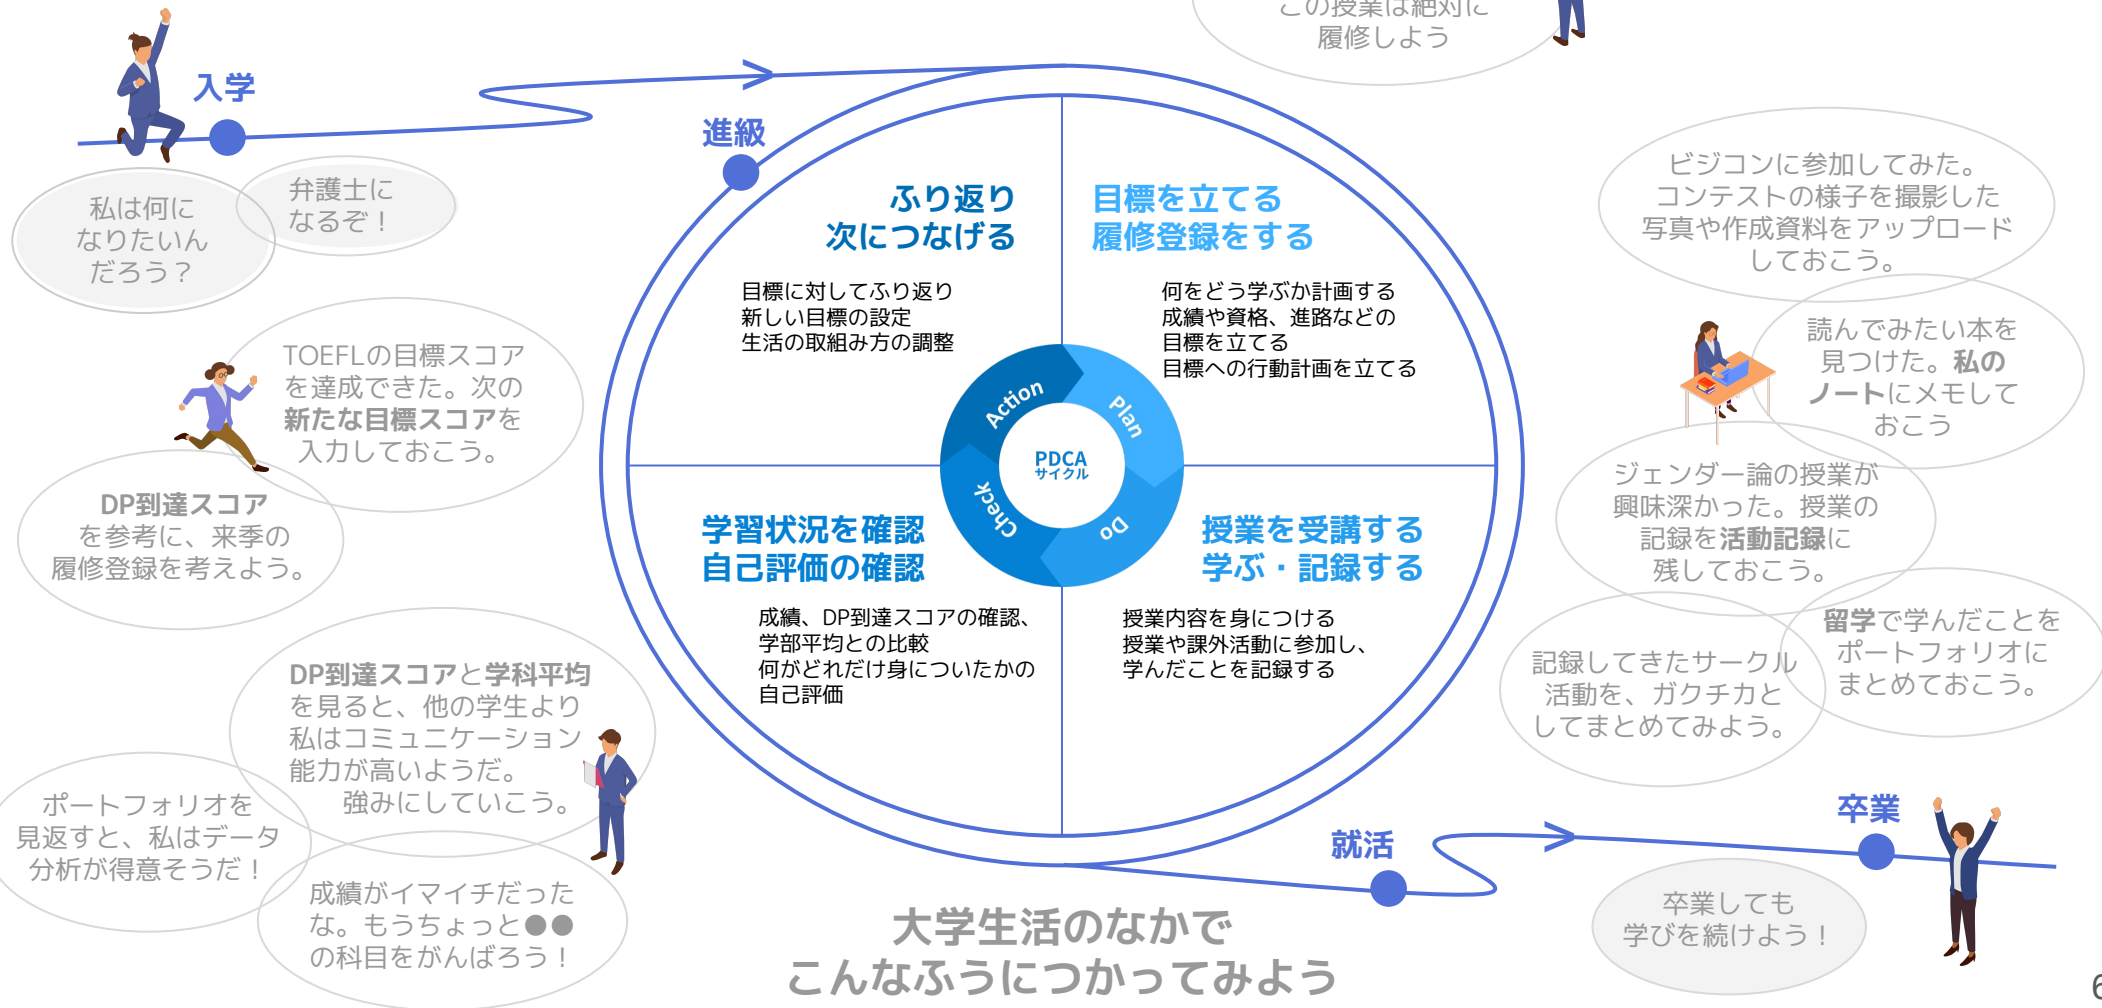 この授業は絶対に
履修しよう
入学
進級
私は何に
なりたいん
だろう？
弁護士に
なるぞ！
TOEFLの目標スコア
を達成できた。次の
新たな目標スコアを
入力しておこう。
DP到達スコア
を参考に、来季の
履修登録を考えよう。
DP到達スコアと学科平均
を見ると、他の学生より
私はコミュニケーション
能力が高いようだ。
強みにしていこう。
ポートフォリオを
見返すと、私はデータ
分析が得意そうだ！
成績がイマイチだった
な。もうちょっと●●
の科目をがんばろう！
ふり返り
次につなげる
目標に対してふり返り
新しい目標の設定
生活の取組み方の調整
目標を立てる
履修登録をする
何をどう学ぶか計画する
成績や資格、進路などの
目標を立てる
目標への行動計画を立てる
Action
Plan
PDCA
サイクル
Check
Do
学習状況を確認
自己評価の確認
成績、DP到達スコアの確認、
学部平均との比較
何がどれだけ身についたかの
自己評価
授業を受講する
学ぶ・記録する
授業内容を身につける
授業や課外活動に参加し、
学んだことを記録する
ビジコンに参加してみた。
コンテストの様子を撮影した
写真や作成資料をアップロード
しておこう。
読んでみたい本を
見つけた。私の
ノートにメモして
おこう
ジェンダー論の授業が
興味深かった。授業の
記録を活動記録に
残しておこう。
留学で学んだことを
ポートフォリオに
まとめておこう。
記録してきたサークル
活動を、ガクチカと
してまとめてみよう。
就活
卒業
卒業しても
学びを続けよう！
大学生活のなかで
こんなふうにつかってみよう
6